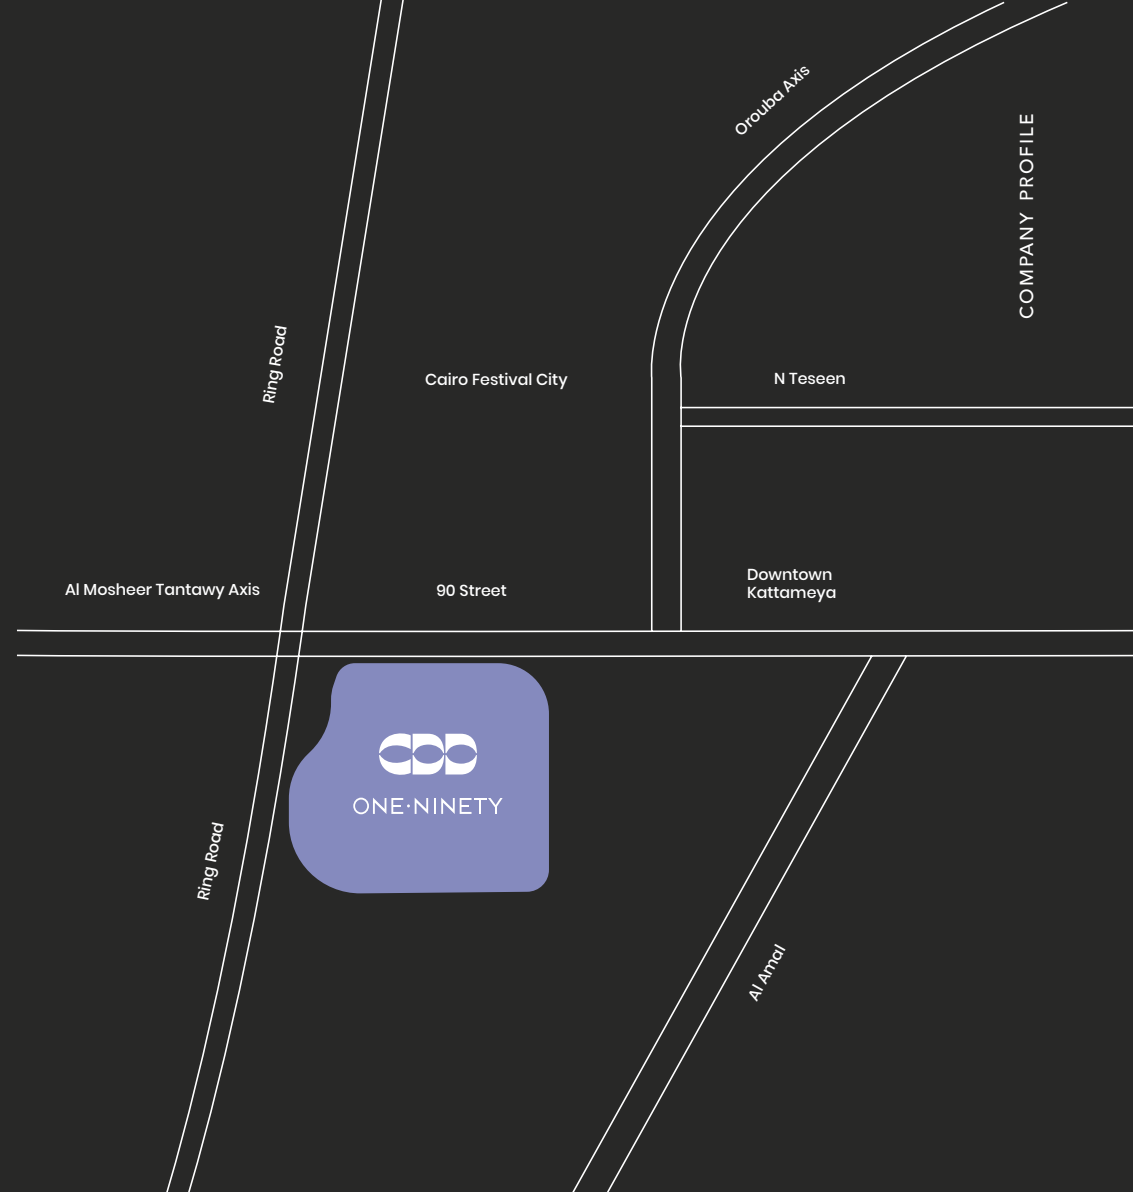 Orouba Axis
COMPANY PROFILE
Ring Road
Cairo Festival City
N Teseen
Al Mosheer Tantawy Axis
90 Street
Downtown
Kattameya
ONE·NINETY
Ring Road
Al Amal